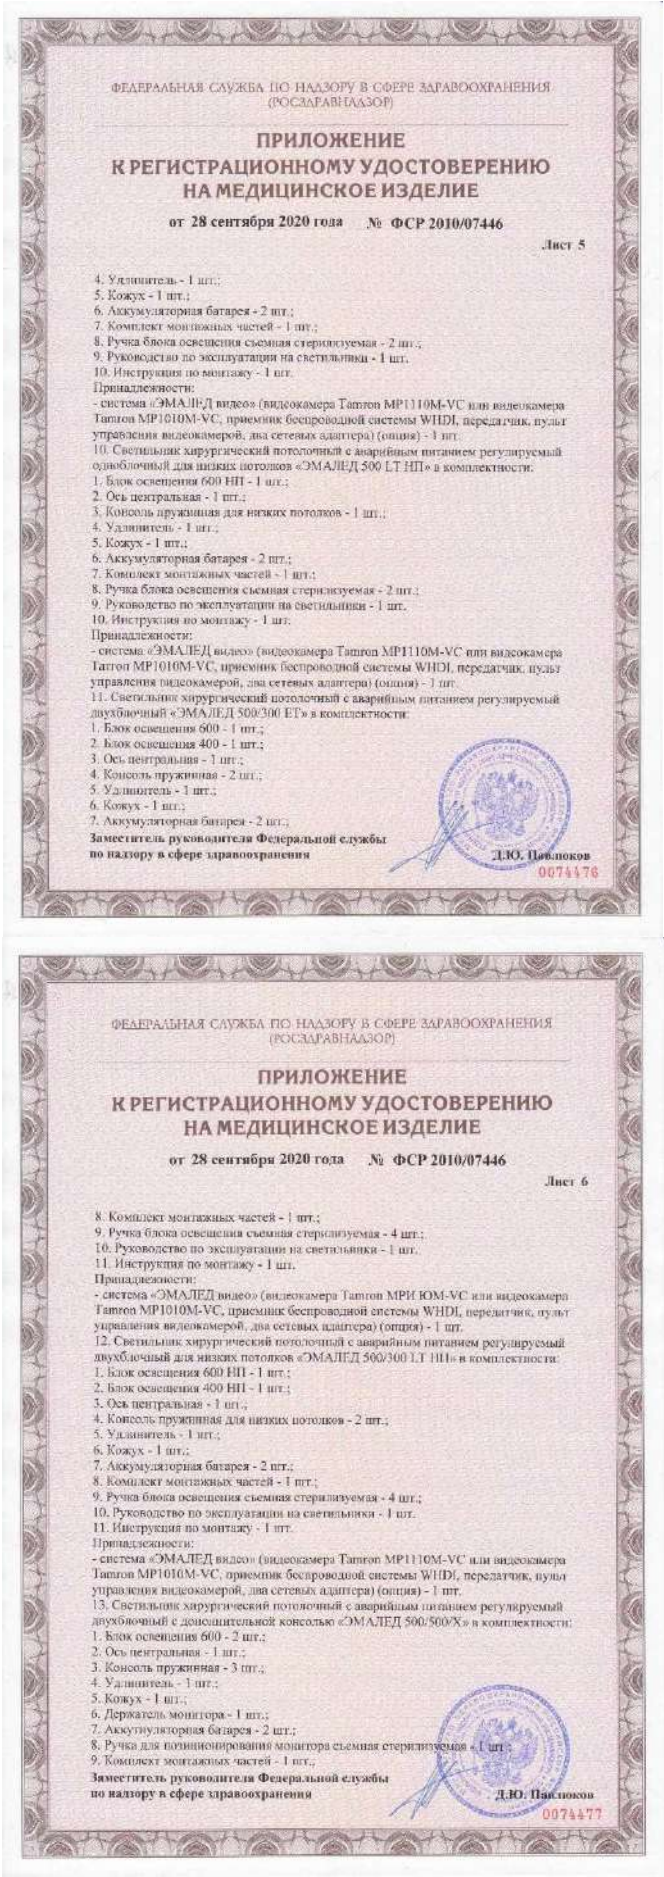 ФЕДЕРАЛЬНАЯ СЛУЖБА ПО НАДЗОРУ В СФЕРЕ ЗДРАВООХРАНЕНИЯ
(РОСЗДРАВНАДЗОР)
ПРИЛОЖЕНИЕ
К РЕГИСТРАЦИОННОМУ УДОСТОВЕРЕНИЮ
НА МЕДИЦИНСКОЕ ИЗДЕЛИЕ
от 28 сентября 2020 года № ФСР 2010/07446
Лист 5
4. Удлинитель - 1 шт.;
5. Кожух - 1 шт.;
6. Аккумуляторная батарея - 2 шт.;
7. Комплект монтажных частей - 1 шт.;
8. Ручка блока освещения съемная стерилизуемая - 2 шт.;
9. Руководство по эксплуатации на светильники - 1 шт.
10. Инструкция по монтажу - 1 шт.
Принадлежности:
- система «ЭМАЛЕД видео» (видеокамера Tamron MP1110M-VC или видеокамера
Tamron MP1010M-VC, приемник беспроводной системы WHDI, передатчик, пульт
управления видеокамерой, два сетевых адаптера) (опция) - 1 шт.
10. Светильник хирургический потолочный с аварийным питанием регулируемый
одноблочный для низких потолков «ЭМАЛЕД 500 LT НП» в комплектности:
1. Блок освещения 600 НП - 1 шт.;
2. Ось центральная - 1 шт.;
3. Консоль пружинная для низких потолков - 1 шт.;
4. Удлинитель - 1 шт.;
5. Кожух - 1 шт.;
6. Аккумуляторная батарея - 2 шт.;
7. Комплект монтажных частей - 1 шт.;
8. Ручка блока освещения съемная стерилизуемая - 2 шт.;
9. Руководство по эксплуатации на светильники - 1 шт.
10. Инструкция по монтажу - 1 шт.
Принадлежности:
- система «ЭМАЛЕД видео» (видеокамера Tamron MP1110M-VC или видеокамера
Tarrron MP1010M-VC, приемник беспроводной системы WHDI, передатчик, пульт
управления видеокамерой, два сетевых адаптера) (опция) - 1 шт.
11. Светильник хирургический потолочный с аварийным питанием регулируемый
двухблочный «ЭМАЛЕД 500/300 ЕТ» в комплектности:
1. Блок освещения 600 - 1 шт.;
2. Блок освещения 400 - 1 шт.;
3. Ось центральная - 1 шт.;
4. Консоль пружинная - 2 шт.;
5. Удлинитель - 1 шт.;
6. Кожух - 1 шт.;
7. Аккумуляторная батарея - 2 шт.;
Заместитель руководителя Федеральной службы
по надзору в сфере здравоохранения Д.Ю. Павлюков
0074476
ФЕДЕРАЛЬНАЯ СЛУЖБА ПО НАДЗОРУ В СФЕРЕ ЗДРАВООХРАНЕНИЯ
(РОСЗДРАВНАДЗОР)
ПРИЛОЖЕНИЕ
К РЕГИСТРАЦИОННОМУ УДОСТОВЕРЕНИЮ
НА МЕДИЦИНСКОЕ ИЗДЕЛИЕ
от 28 сентября 2020 года № ФСР 2010/07446
Лист 6
8. Комплект монтажных частей - 1 шт.;
9. Ручка блока освещения съемная стерилизуемая - 4 шт.;
10. Руководство по эксплуатации на светильники - 1 шт.
11. Инструкция по монтажу - 1 шт.
Принадлежности:
- система «ЭМАЛЕД видео» (видеокамера Tamron МРИ ЮМ-VC или видеокамера
Tamron MP1010M-VC, приемник беспроводной системы WHDI, передатчик, пульт
управления видеокамерой, два сетевых адаптера) (опция) - 1 шт.
12. Светильник хирургический потолочный с аварийным питанием регулируемый
двухблочный для низких потолков «ЭМАЛЕД 500/300 LT НП» в комплектности:
1. Блок освещения 600 НП - 1 шт.;
2. Блок освещения 400 НП - 1 шт.;
3. Ось центральная - 1 шт.;
4. Консоль пружинная для низких потолков - 2 шт.;
5. Удлинитель - 1 шт.;
6. Кожух - 1 шт.;
7. Аккумуляторная батарея - 2 шт.;
8. Комплект монтажных частей - 1 шт.;
9. Ручка блока освещения съемная стерилизуемая - 4 шт.;
10. Руководство по эксплуатации на светильники - 1 шт.
11. Инструкция по монтажу - 1 шт.
Принадлежности:
- система «ЭМАЛЕД видео» (видеокамера Tamron MP1110M-VC или видеокамера
Tamron MP1010M-VC, приемник беспроводной системы WHDI, передатчик, пульт
управления видеокамерой, два сетевых адаптера) (опция) - 1 шт.
13. Светильник хирургический потолочный с аварийным питанием регулируемый
двухблочный с дополнительной консолью «ЭМАЛЕД 500/500/X» в комплектности:
1. Блок освещения 600 - 2 шт.;
2. Ось центральная - 1 шт.;
3. Консоль пружинная - 3 шт.;
4. Удлинитель - 1 шт.;
5. Кожух - 1 шт.;
6. Держатель монитора - 1 шт.;
7. Аккумуляторная батарея - 2 шт.;
8. Ручка для позиционирования монитора съемная стерилизуемая - 1 шт.;
9. Комплект монтажных частей - 1 шт.,
Заместитель руководителя Федеральной службы
по надзору в сфере здравоохранения Д.Ю. Павлюков
0074477